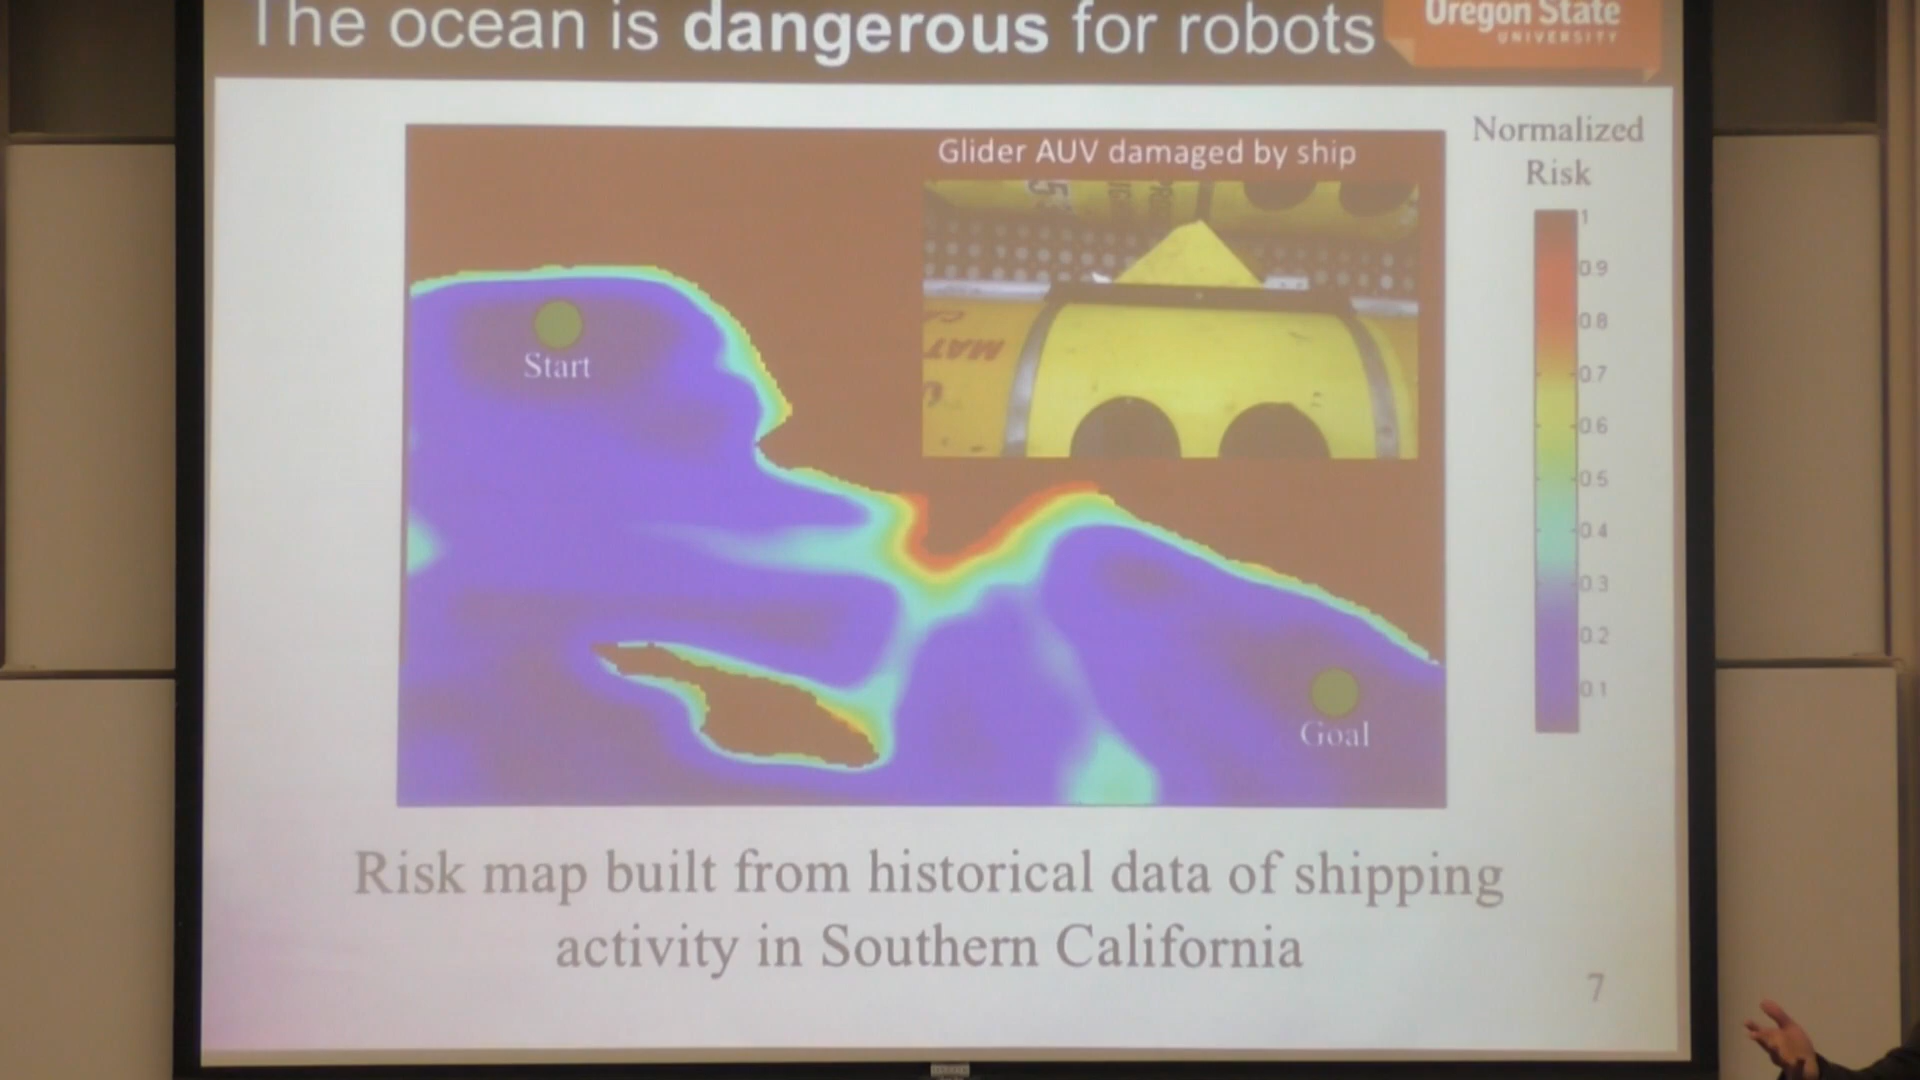 The ocean is dangerous for robots
Oregon State
UNIVERSITY
Glider AUV damaged by ship
Normalized
Risk
1
0.9
0.8
0.7
0.6
0.5
0.4
0.3
0.2
0.1
MAT
Start
Goal
Risk map built from historical data of shipping
activity in Southern California
7